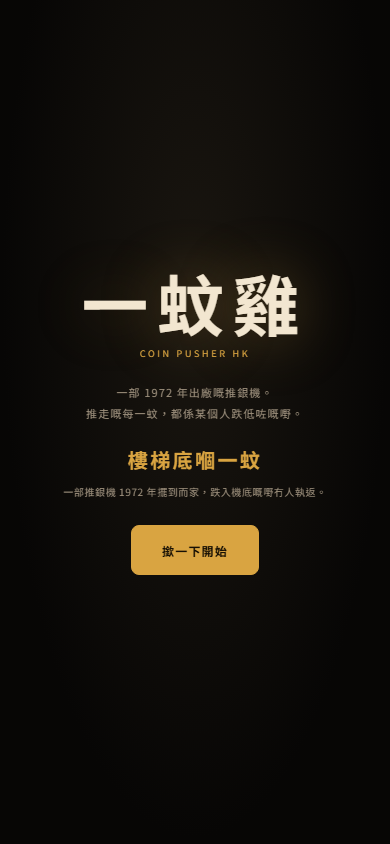 一蚊雞
COIN PUSHER HK
一部 1972 年出廠嘅推銀機。
推走嘅每一蚊，都係某個人跌低咗嘅嘢。
樓梯底嗰一蚊
一部推銀機 1972 年擺到而家，跌入機底嘅嘢冇人執返。
撳一下開始